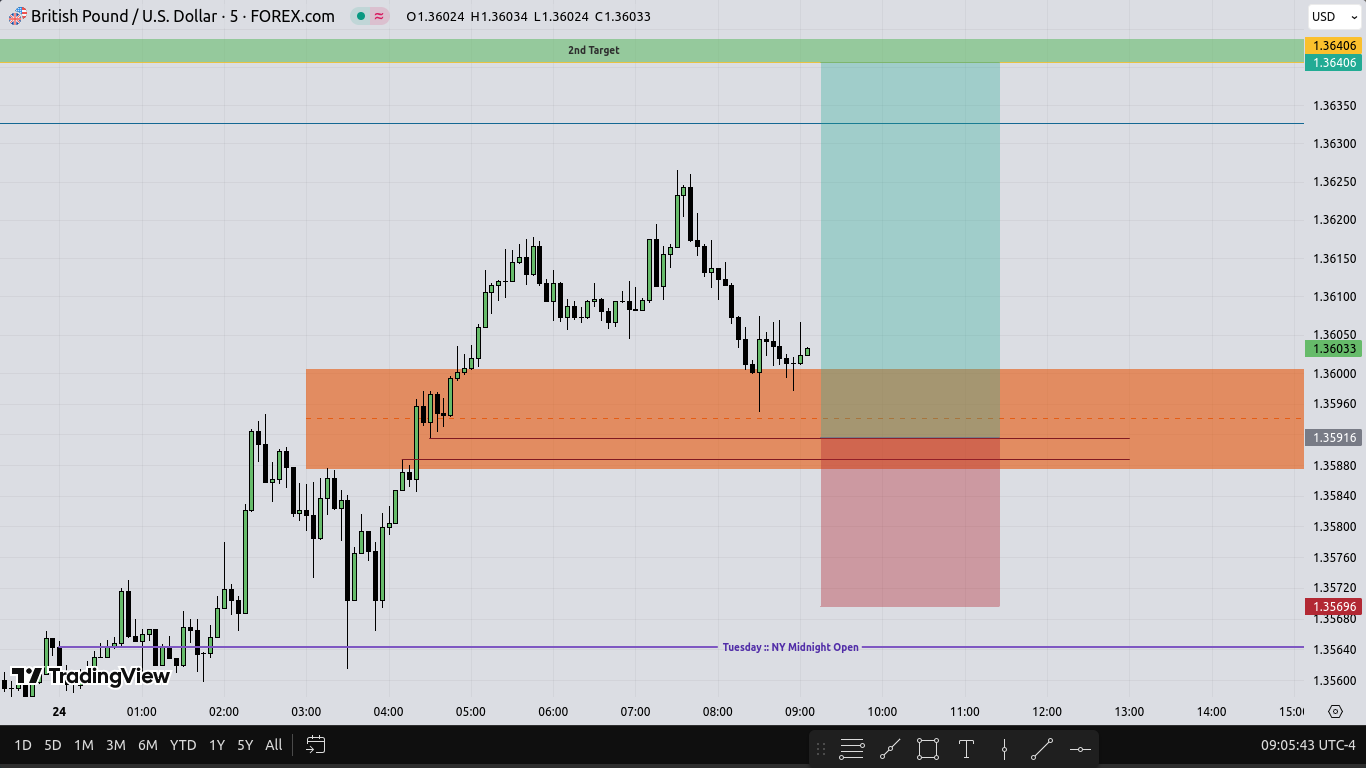 British Pound / U.S. Dollar · 5 · FOREX.com
O1.36024 H1.36034 L1.36024 C1.36033
USD
2nd Target
1.36406
1.36406
1.36350
1.36300
1.36250
1.36200
1.36150
1.36100
1.36050
1.36033
1.36000
1.35960
1.35916
1.35880
1.35840
1.35800
1.35760
1.35720
1.35696
1.35680
Tuesday :: NY Midnight Open
1.35640
1.35600
TradingView
24 01:00 02:00 03:00 04:00 05:00 06:00 07:00 08:00 09:00 10:00 11:00 12:00 13:00 14:00 15:00
1D 5D 1M 3M 6M YTD 1Y 5Y All
09:05:43 UTC-4